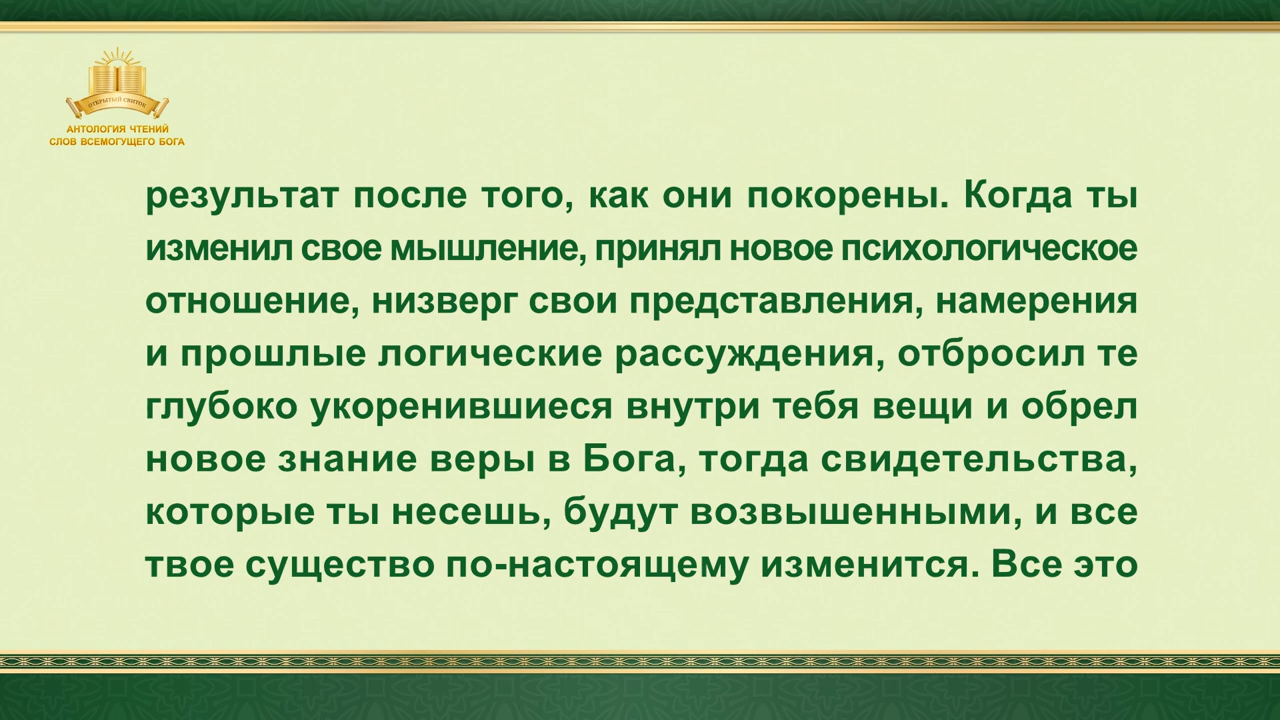 ОТКРЫТЫЙ СВИТОК
АНТОЛОГИЯ ЧТЕНИЙ
СЛОВ ВСЕМОГУЩЕГО БОГА
результат после того, как они покорены. Когда ты
изменил свое мышление, принял новое психологическое
отношение, низверг свои представления, намерения
и прошлые логические рассуждения, отбросил те
глубоко укоренившиеся внутри тебя вещи и обрел
новое знание веры в Бога, тогда свидетельства,
которые ты несешь, будут возвышенными, и все
твое существо по-настоящему изменится. Все это